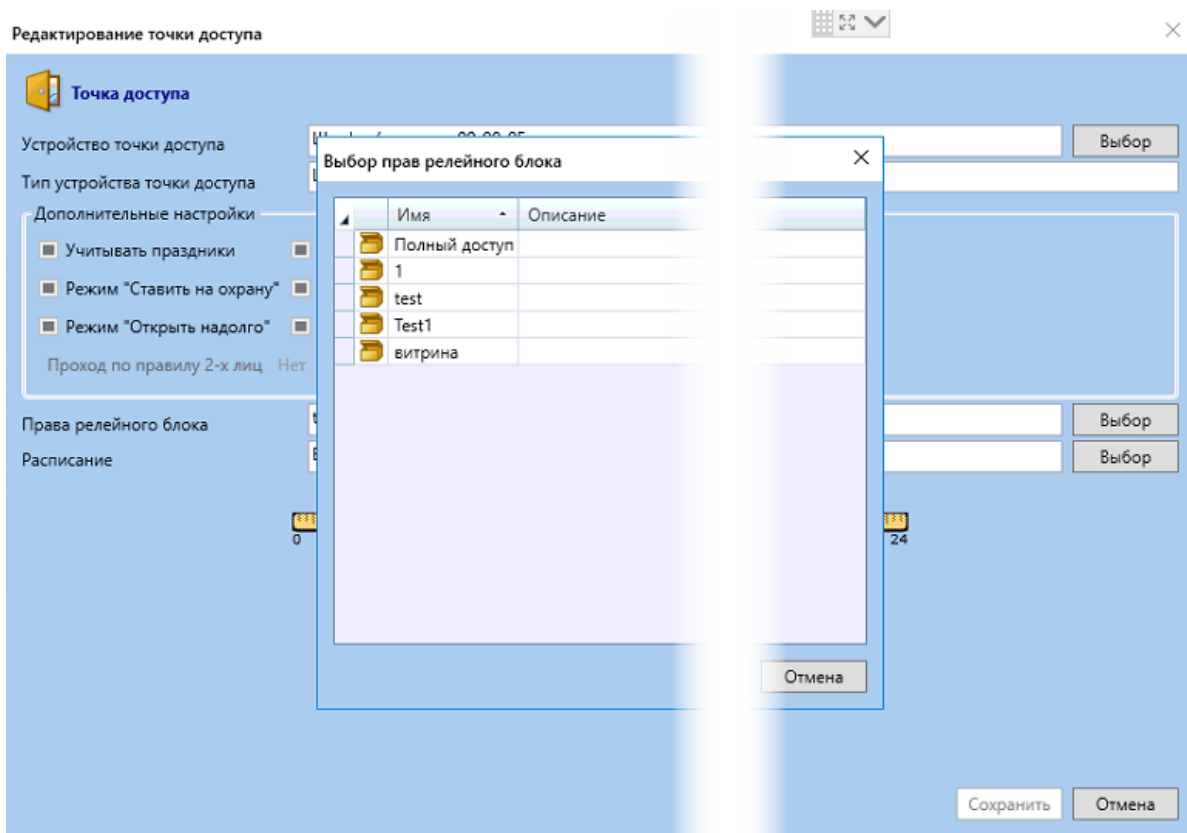 Редактирование точки доступа
Точка доступа
Устройство точки доступа
Выбор
Тип устройства точки доступа
Дополнительные настройки
Учитывать праздники
Режим "Ставить на охрану"
Режим "Открыть надолго"
Проход по правилу 2-х лиц Нет
Права релейного блока
Выбор
Расписание
Выбор
0
24
Выбор прав релейного блока
Имя Описание
Полный доступ
1
test
Test1
витрина
Отмена
Сохранить Отмена